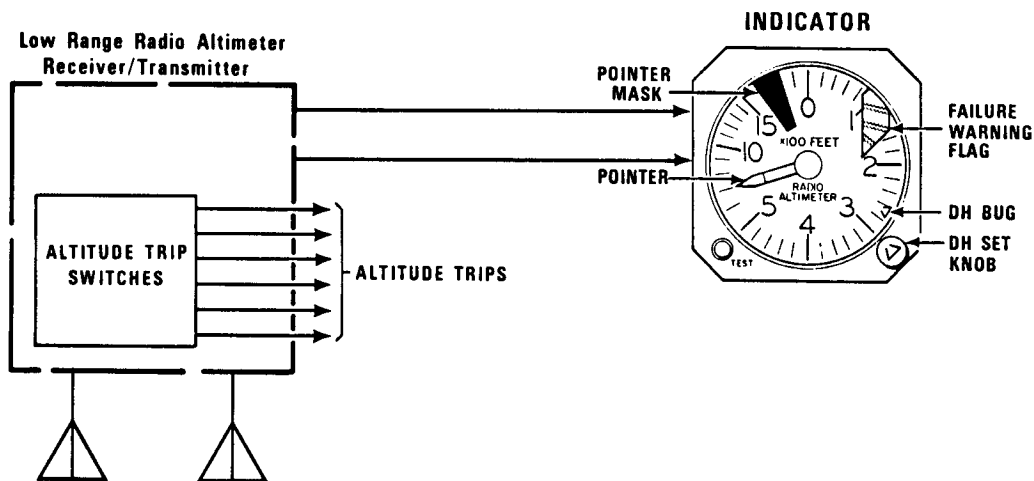 Low Range Radio Altimeter
Receiver/Transmitter
ALTITUDE TRIP
SWITCHES
ALTITUDE TRIPS
INDICATOR
POINTER
MASK
POINTER
0
1
2
3
4
5
10
15
x100 FEET
RADIO
ALTIMETER
TEST
FAILURE
WARNING
FLAG
DH BUG
DH SET
KNOB